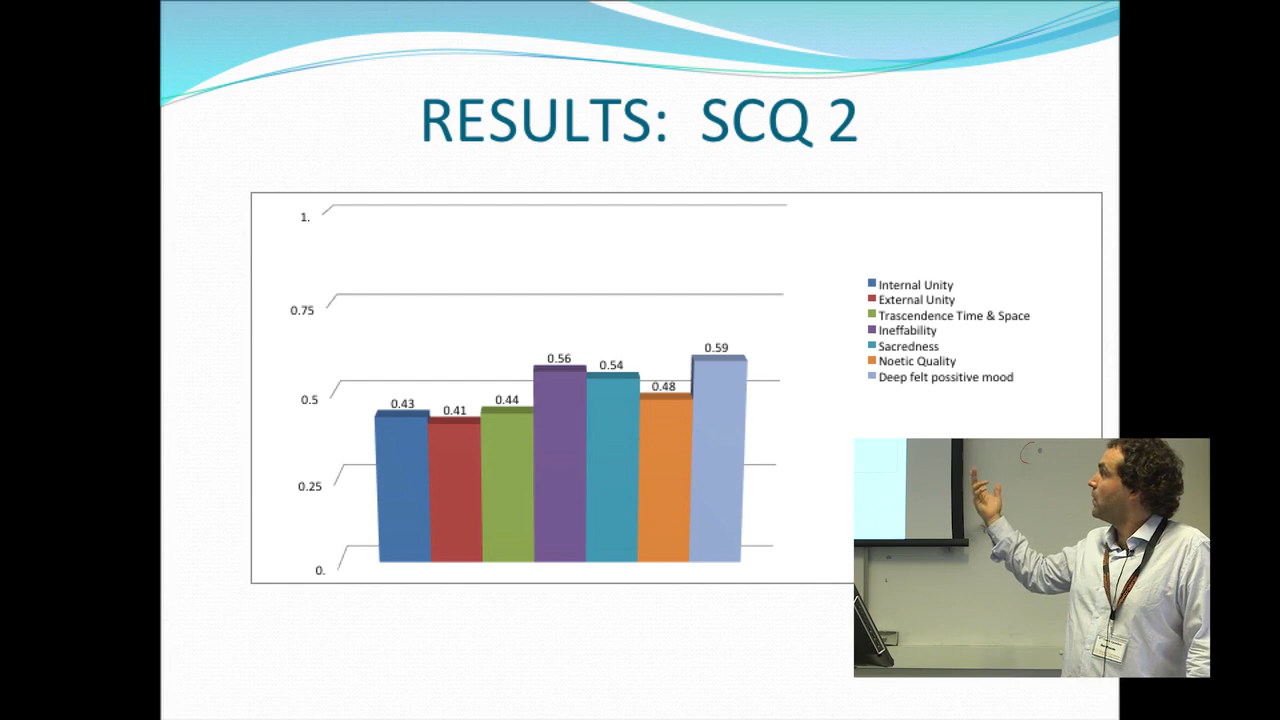 RESULTS:  SCQ 2
1.
0.75
0.5
0.25
0.
0.43
0.41
0.44
0.56
0.54
0.48
0.59
Internal Unity
External Unity
Trascendence Time & Space
Ineffability
Sacredness
Noetic Quality
Deep felt possitive mood